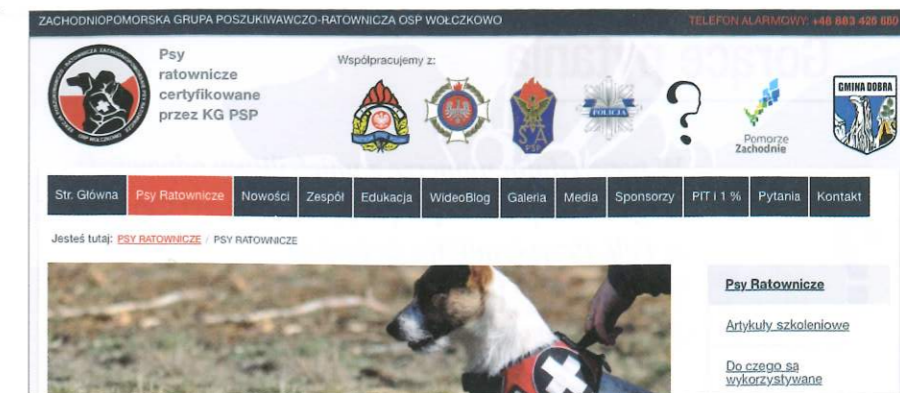 ZACHODNIOPOMORSKA GRUPA POSZUKIWAWCZO-RATOWNICZA OSP WOŁCZKOWO
TELEFON ALARMOWY: +48 883 426 680
Psy
ratownicze
certyfikowane
przez KG PSP
Współpracujemy z:
POLICJA
Pomorze
Zachodnie
GMINA DOBRA
Str. Główna Psy Ratownicze Nowości Zespół Edukacja WideoBlog Galeria Media Sponsorzy PIT i 1 % Pytania Kontakt
Jesteś tutaj: PSY RATOWNICZE / PSY RATOWNICZE
Psy Ratownicze
Artykuły szkoleniowe
Do czego są
wykorzystywane